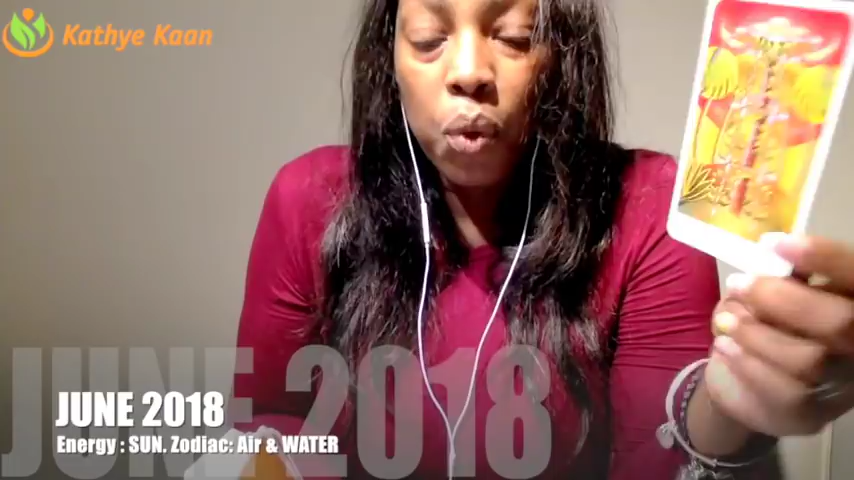 Kathye Kaan
JUNE 2018
JUNE 2018
Energy : SUN. Zodiac: Air & WATER